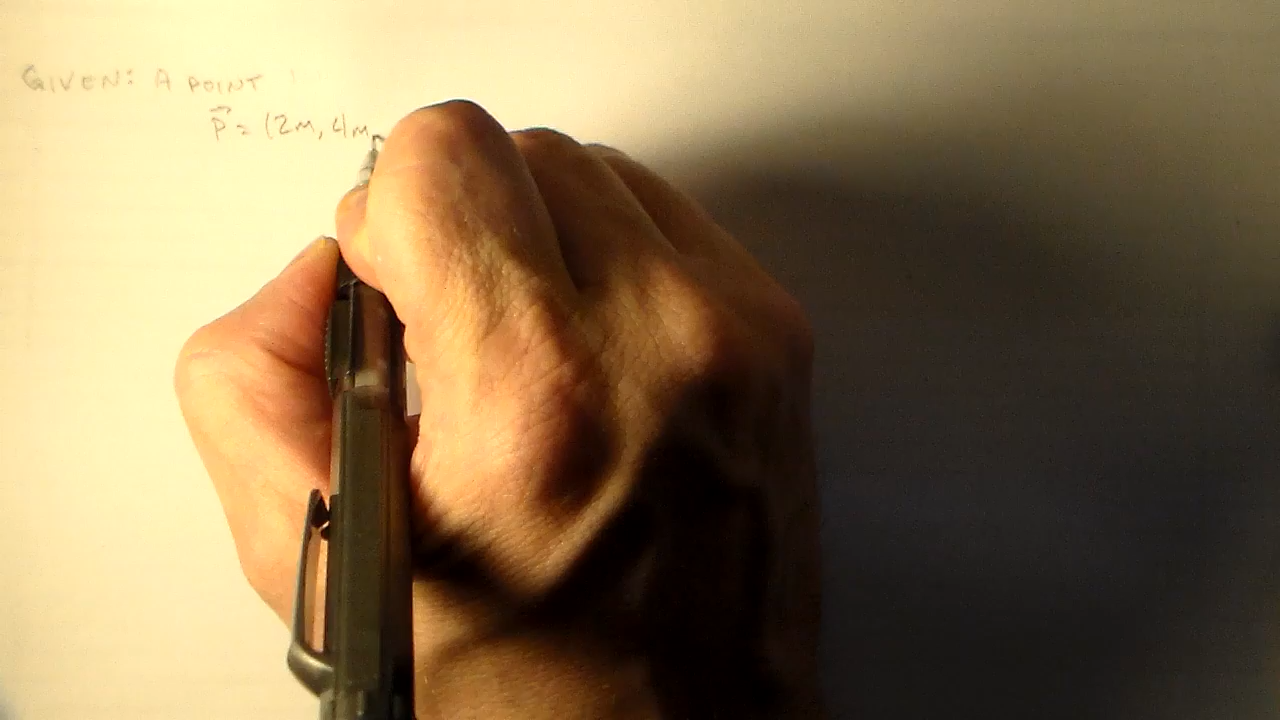 GIVEN: A POINT
p⃗ = (2m, 4m,